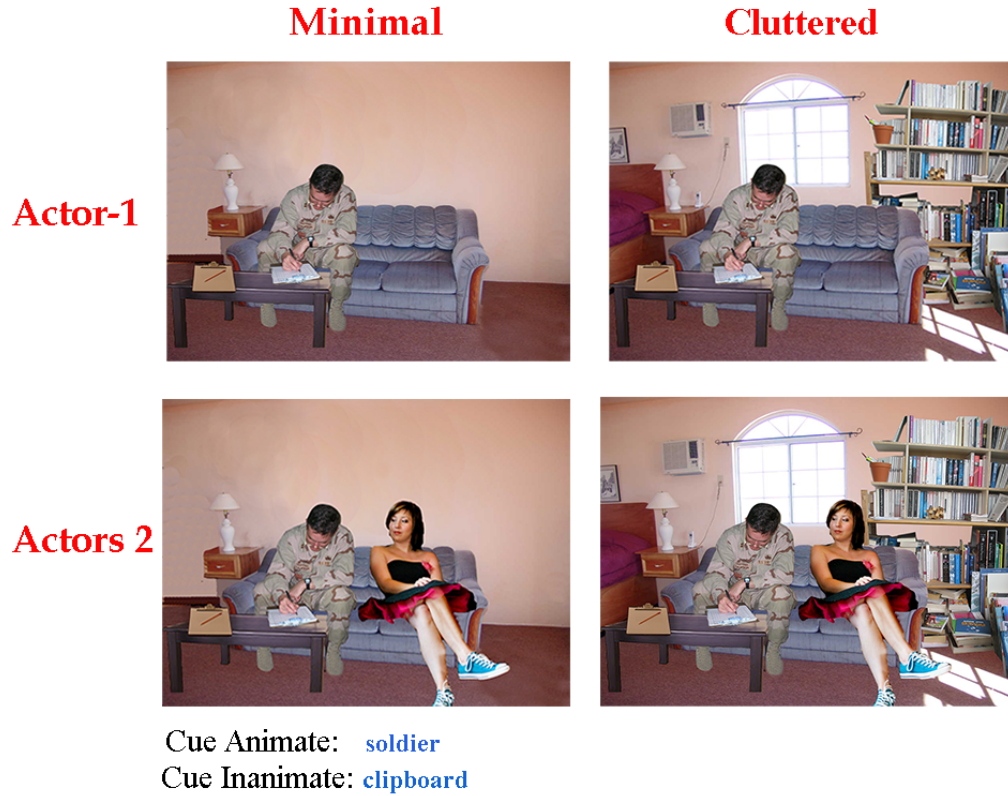 Minimal
Cluttered
Actor-1
Actors 2
Cue Animate: soldier
Cue Inanimate: clipboard